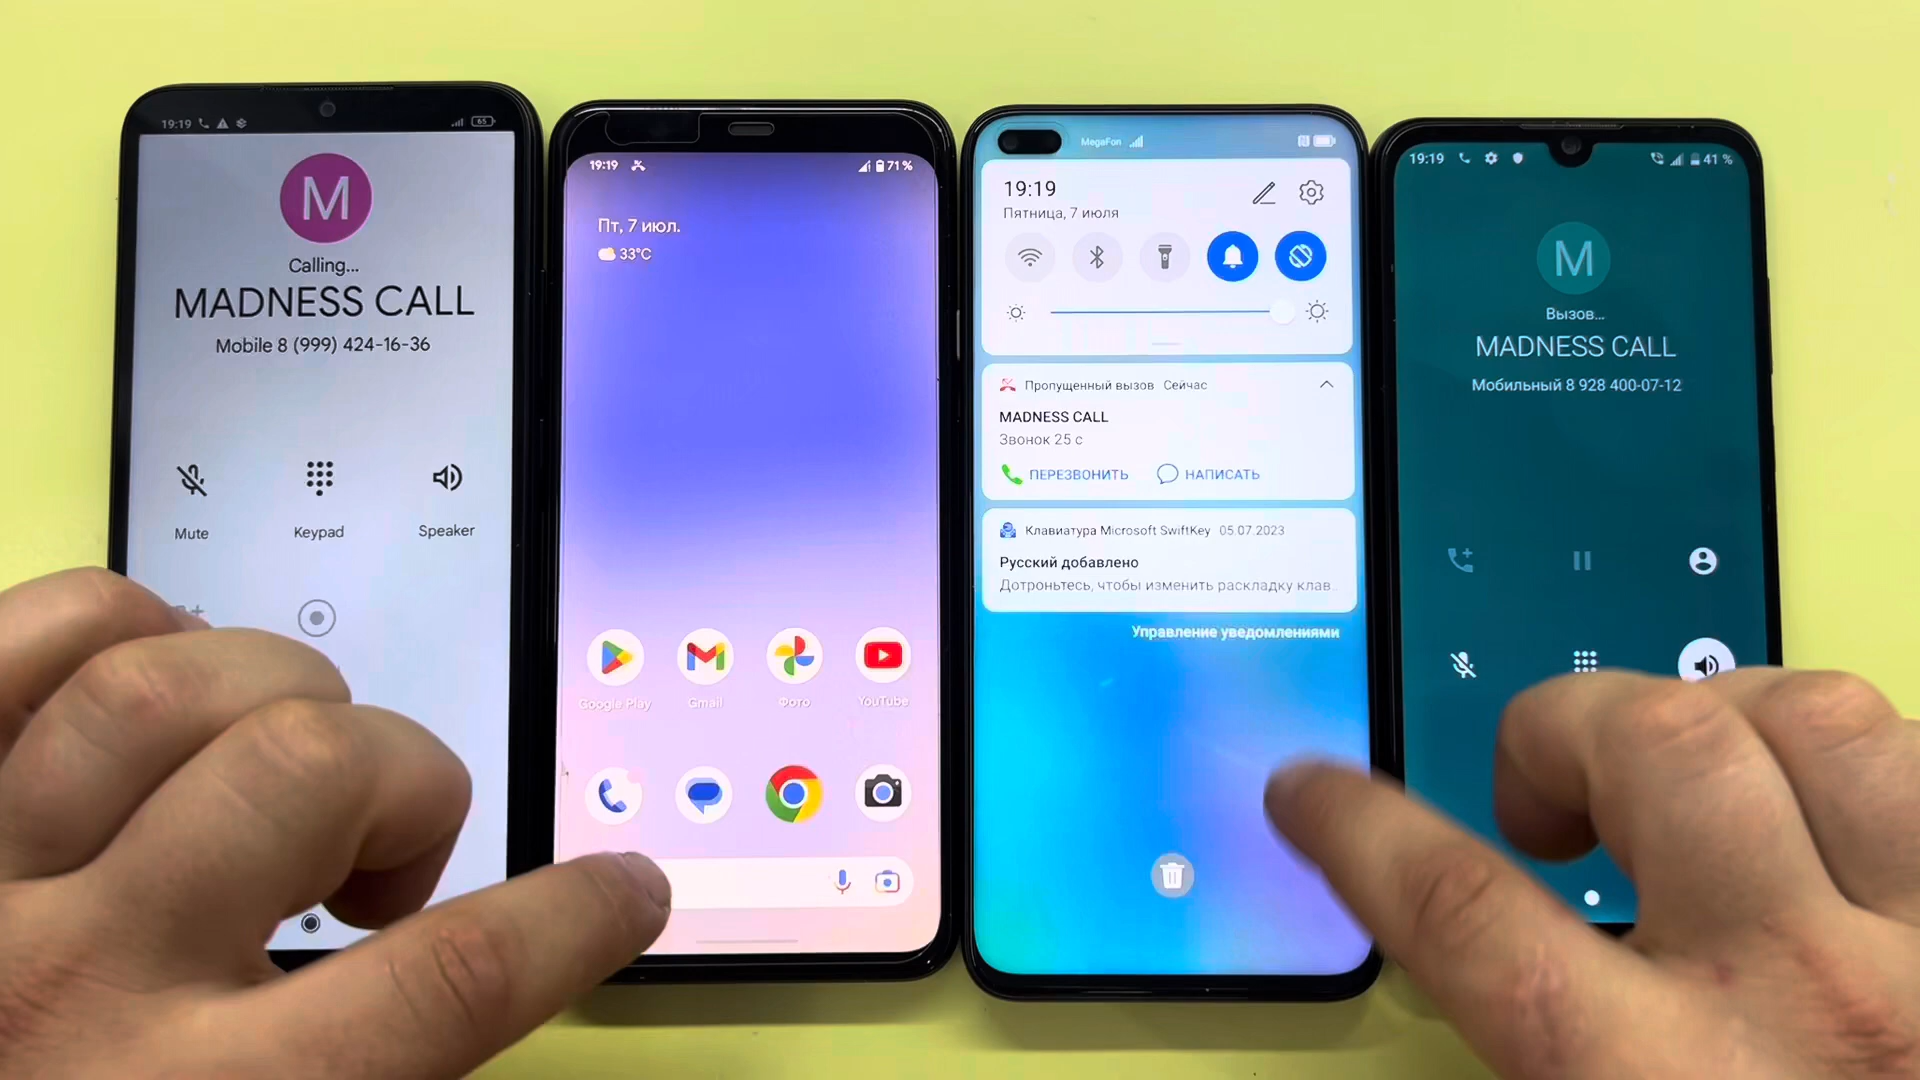 19:19
65
M
Calling...
MADNESS CALL
Mobile 8 (999) 424-16-36
Mute
Keypad
Speaker
19:19
71%
Пт, 7 июл.
33°C
Google Play
Gmail
Фото
YouTube
MegaFon
19:19
Пятница, 7 июля
Пропущенный вызов Сейчас
MADNESS CALL
Звонок 25 с
ПЕРЕЗВОНИТЬ
НАПИСАТЬ
Клавиатура Microsoft SwiftKey 05.07.2023
Русский добавлено
Дотроньтесь, чтобы изменить раскладку клав...
Управление уведомлениями
19:19
41 %
M
Вызов...
MADNESS CALL
Мобильный 8 928 400-07-12